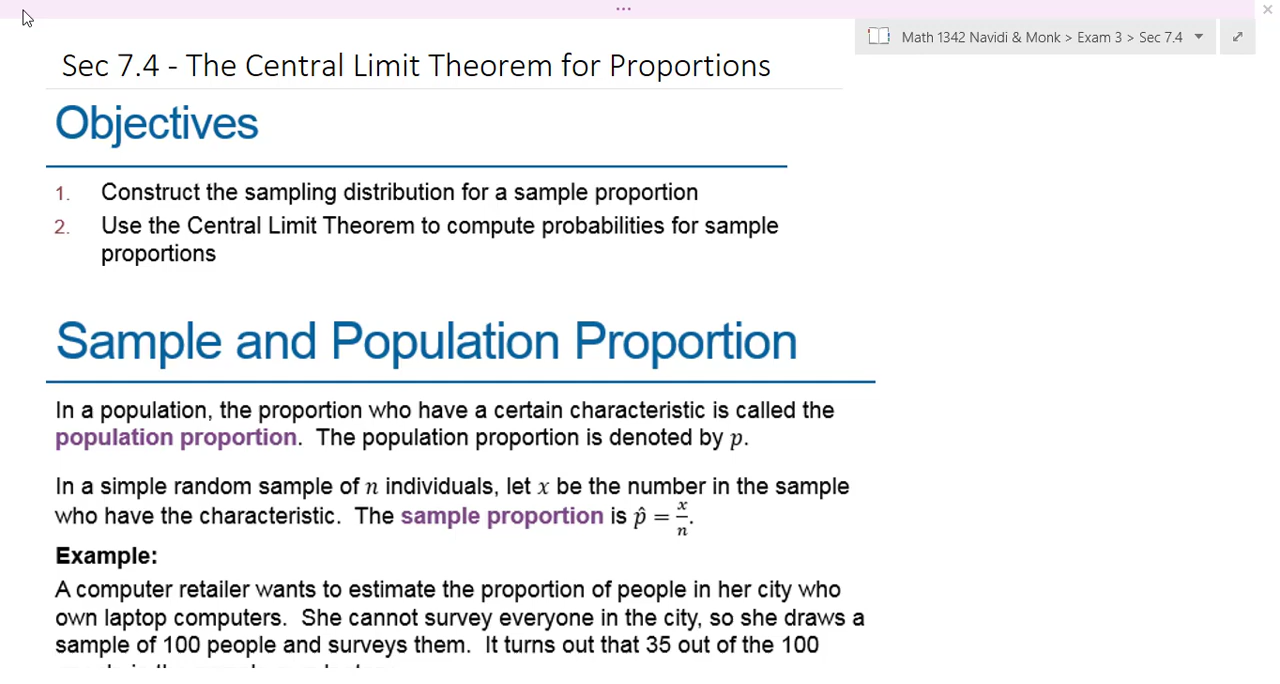 Math 1342 Navidi & Monk > Exam 3 > Sec 7.4
Sec 7.4 - The Central Limit Theorem for Proportions
Objectives
1. Construct the sampling distribution for a sample proportion
2. Use the Central Limit Theorem to compute probabilities for sample
proportions
Sample and Population Proportion
In a population, the proportion who have a certain characteristic is called the
population proportion. The population proportion is denoted by p.
In a simple random sample of n individuals, let x be the number in the sample
who have the characteristic. The sample proportion is p̂ = x/n.
Example:
A computer retailer wants to estimate the proportion of people in her city who
own laptop computers. She cannot survey everyone in the city, so she draws a
sample of 100 people and surveys them. It turns out that 35 out of the 100